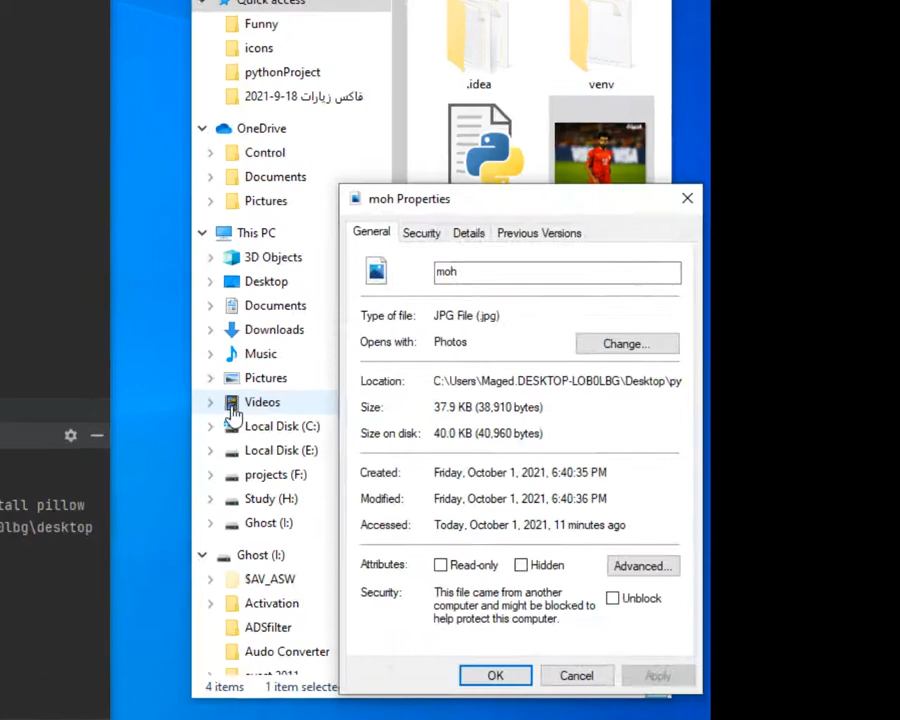 Quick access
Funny
icons
pythonProject
فاكس زيارات 18-9-2021
OneDrive
Control
Documents
Pictures
This PC
3D Objects
Desktop
Documents
Downloads
Music
Pictures
Videos
Local Disk (C:)
Local Disk (E:)
projects (F:)
Study (H:)
Ghost (I:)
Ghost (I:)
$AV_ASW
Activation
ADSfilter
Audo Converter
4 items 1 item selecte
.idea venv
moh Properties
General Security Details Previous Versions
moh
Type of file: JPG File (.jpg)
Opens with: Photos Change...
Location: C:\Users\Maged.DESKTOP-LOB0LBG\Desktop\py
Size: 37.9 KB (38,910 bytes)
Size on disk: 40.0 KB (40,960 bytes)
Created: Friday, October 1, 2021, 6:40:35 PM
Modified: Friday, October 1, 2021, 6:40:36 PM
Accessed: Today, October 1, 2021, 11 minutes ago
Attributes: Read-only Hidden Advanced...
Security: This file came from another
computer and might be blocked to
help protect this computer.
Unblock
OK Cancel Apply
tall pillow
0lbg\desktop